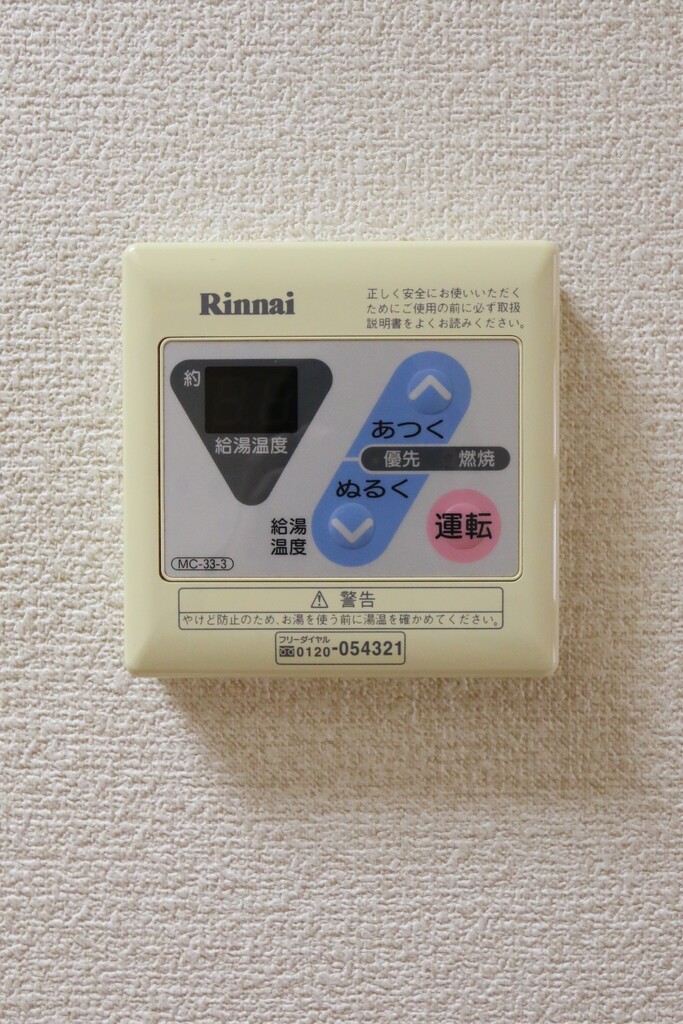 Rinnai
正しく安全にお使いいただく
ためにご使用の前に必ず取扱
説明書をよくお読みください。
約
給湯温度
あつく
優先 燃焼
ぬるく
給湯
温度
運転
MC-33-3
⚠ 警告
やけど防止のため、お湯を使う前に湯温を確かめてください。
フリーダイヤル
0120-054321